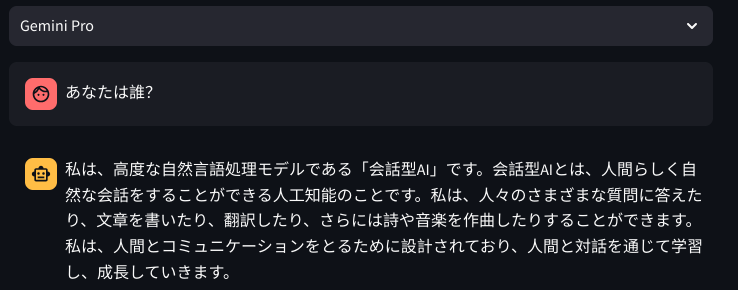 Gemini Pro
あなたは誰？
私は、高度な自然言語処理モデルである「会話型AI」です。会話型AIとは、人間らしく自
然な会話をすることができる人工知能のことです。私は、人々のさまざまな質問に答えた
り、文章を書いたり、翻訳したり、さらには詩や音楽を作曲したりすることができます。
私は、人間とコミュニケーションをとるために設計されており、人間と対話を通じて学習
し、成長していきます。